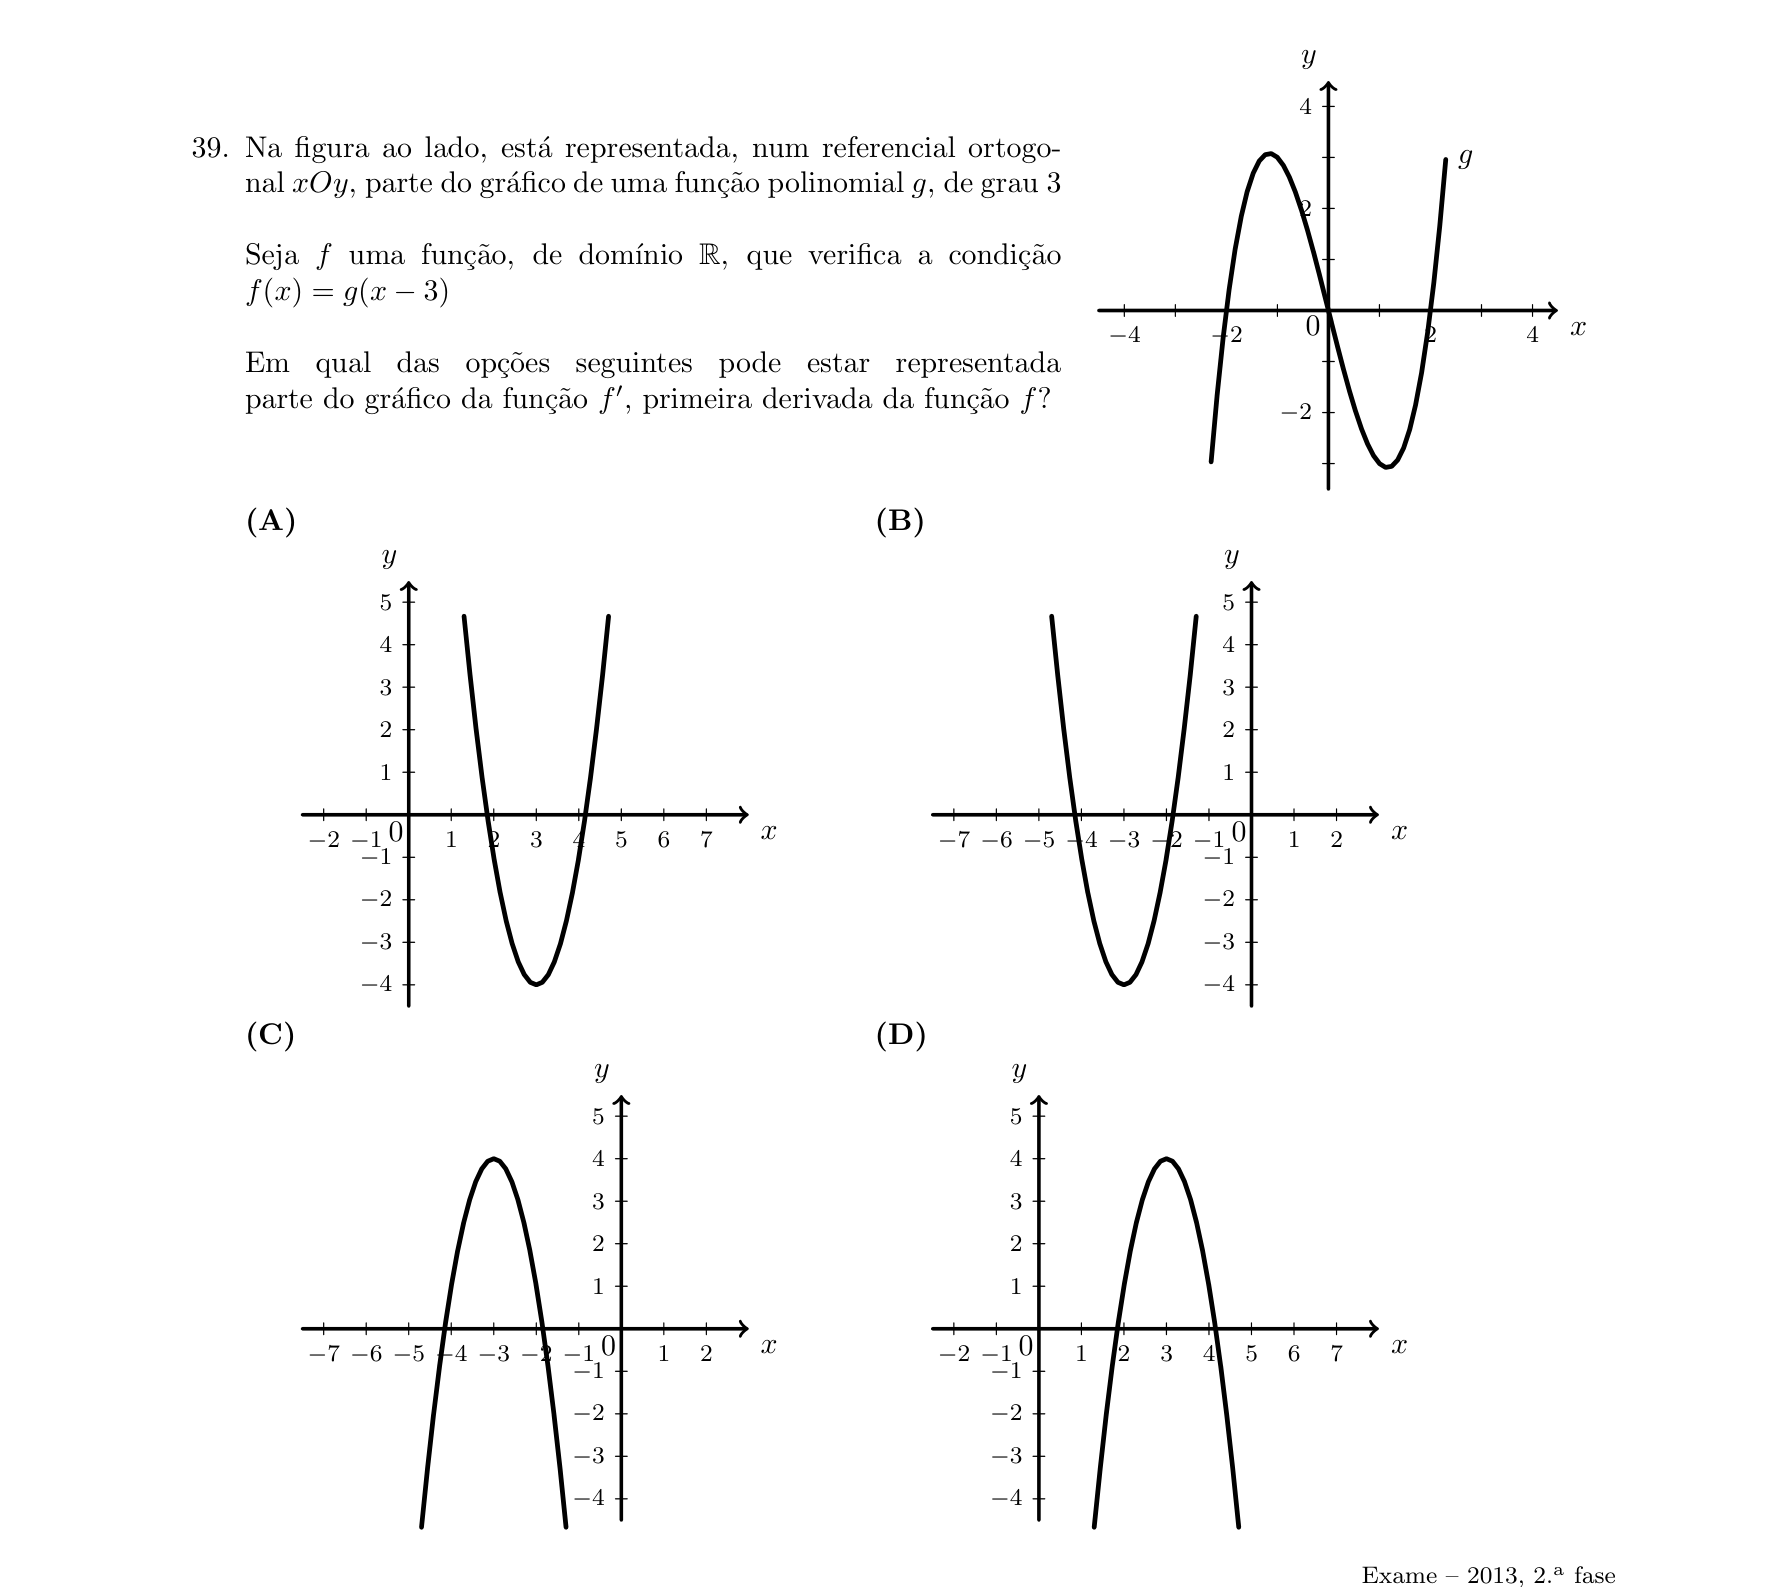 39. Na figura ao lado, está representada, num referencial ortogo-
nal xOy, parte do gráfico de uma função polinomial g, de grau 3
Seja f uma função, de domínio ℝ, que verifica a condição
f(x) = g(x − 3)
Em qual das opções seguintes pode estar representada
parte do gráfico da função f′, primeira derivada da função f?
y
4
g
2
−4 −2 0 2 4 x
−2
(A)
y
5
4
3
2
1
−2 −1 0 1 2 3 4 5 7 x
−1
−2
−3
−4
(B)
y
5
4
3
2
1
−7 −6 −5 −4 −3 −2 −1 0 1 2 x
−1
−2
−3
−4
(C)
y
5
4
3
2
1
−7 −6 −5 −4 −3 −2 −1 0 1 2 x
−1
−2
−3
−4
(D)
y
5
4
3
2
1
−2 −1 0 1 2 3 4 5 6 7 x
−1
−2
−3
−4
Exame – 2013, 2.ª fase